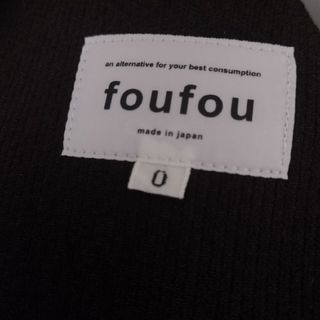 an alternative for your best consumption
foufou
made in japan
0